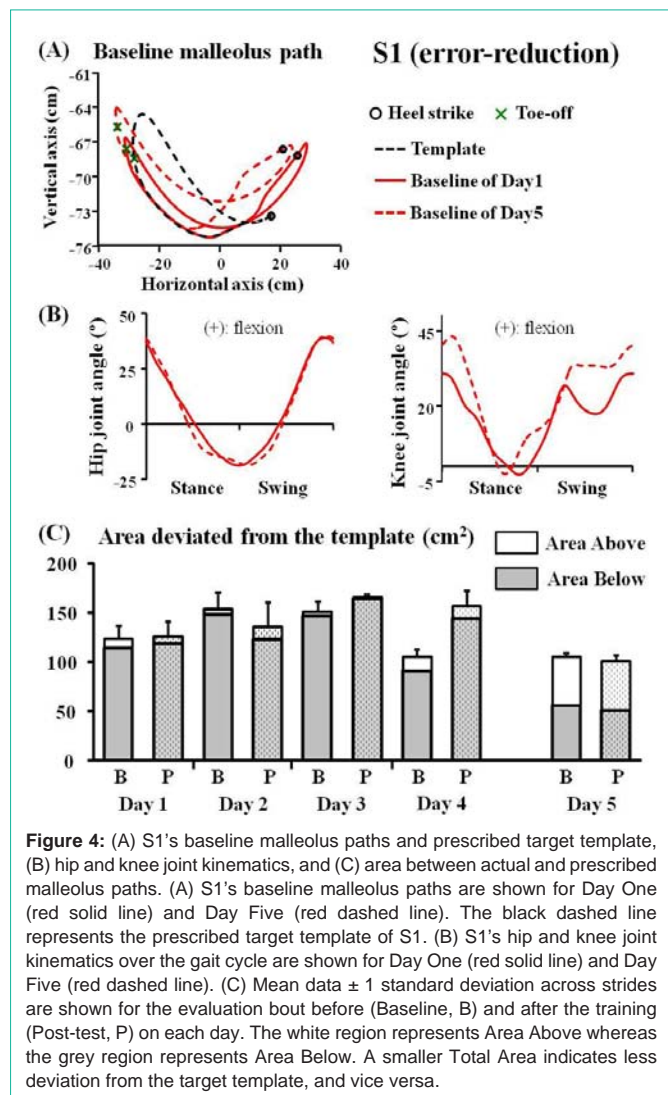 (A) Baseline malleolus path
S1 (error-reduction)
-61
-64
-67
-70
-73
-76
Vertical axis (cm)
-40 -20 0 20 40
Horizontal axis (cm)
Heel strike
Toe-off
Template
Baseline of Day1
Baseline of Day5
(B)
50
25
0
-25
Hip joint angle (°)
(+): flexion
Stance Swing
45
20
-5
Knee joint angle (°)
(+): flexion
Stance Swing
(C) Area deviated from the template (cm²)
Area Above
Area Below
200
150
100
50
0
B P B P B P B P B P
Day 1 Day 2 Day 3 Day 4 Day 5
Figure 4: (A) S1's baseline malleolus paths and prescribed target template,
(B) hip and knee joint kinematics, and (C) area between actual and prescribed
malleolus paths. (A) S1's baseline malleolus paths are shown for Day One
(red solid line) and Day Five (red dashed line). The black dashed line
represents the prescribed target template of S1. (B) S1's hip and knee joint
kinematics over the gait cycle are shown for Day One (red solid line) and Day
Five (red dashed line). (C) Mean data ± 1 standard deviation across strides
are shown for the evaluation bout before (Baseline, B) and after the training
(Post-test, P) on each day. The white region represents Area Above whereas
the grey region represents Area Below. A smaller Total Area indicates less
deviation from the target template, and vice versa.